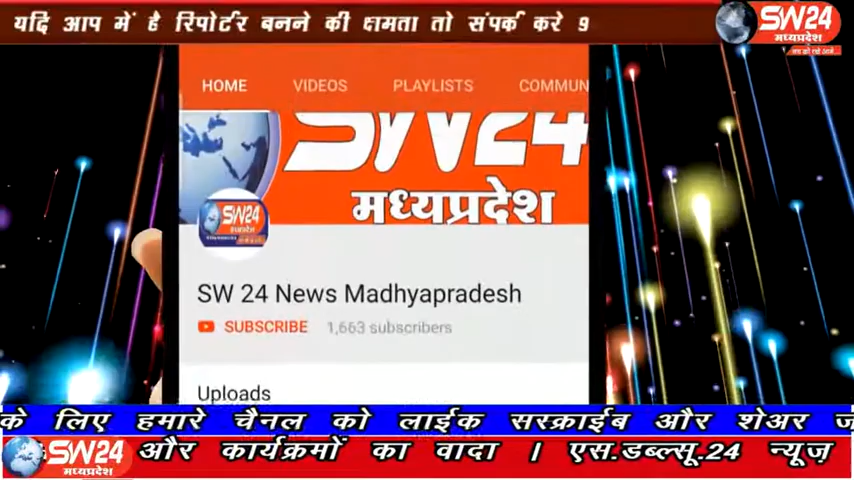 यदि आप में है रिपोर्टर बनने की क्षमता तो संपर्क करे 9
SW24
मध्यप्रदेश
HOME VIDEOS PLAYLISTS COMMUN
SW24
मध्यप्रदेश
SW24
SW 24 News Madhyapradesh
SUBSCRIBE 1,663 subscribers
Uploads
के लिए हमारे चैनल को लाईक सस्क्राईब और शेअर ज
SW24 और कार्यक्रमों का वादा । एस.डब्ल्सू.24 न्यूज़
मध्यप्रदेश